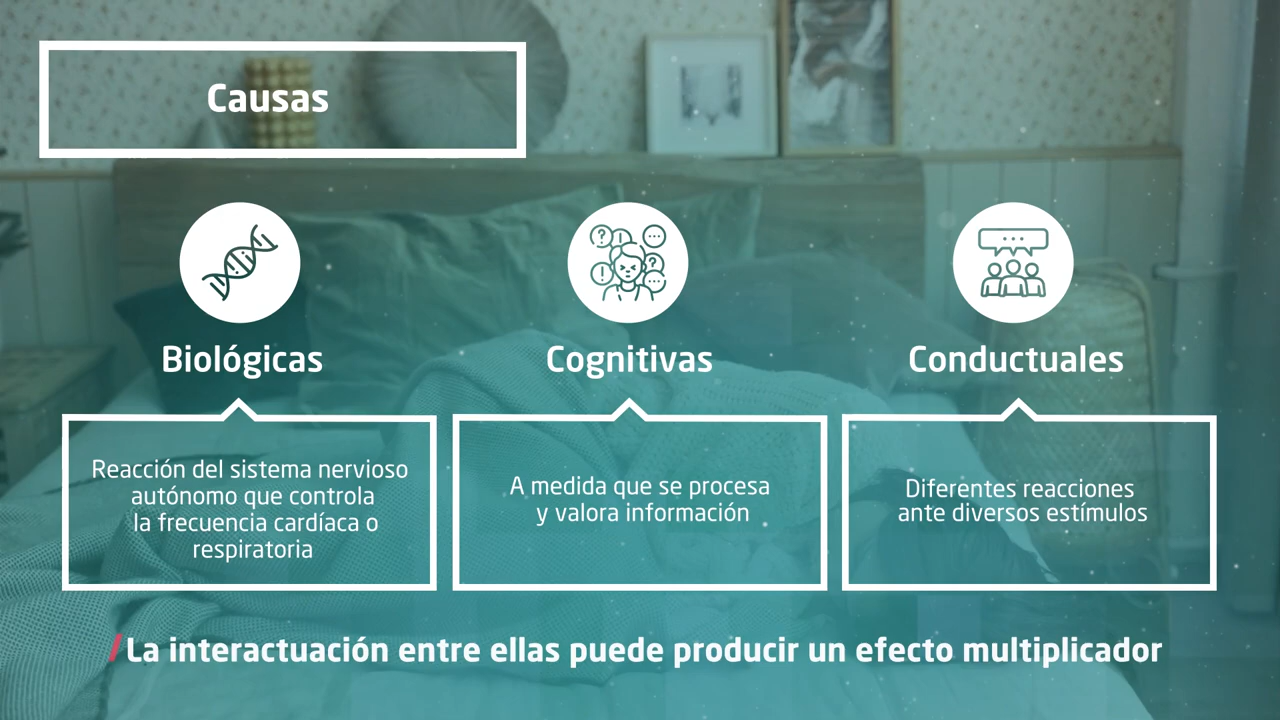 Causas
Biológicas
Reacción del sistema nervioso
autónomo que controla
la frecuencia cardíaca o
respiratoria
Cognitivas
A medida que se procesa
y valora información
Conductuales
Diferentes reacciones
ante diversos estímulos
/La interactuación entre ellas puede producir un efecto multiplicador